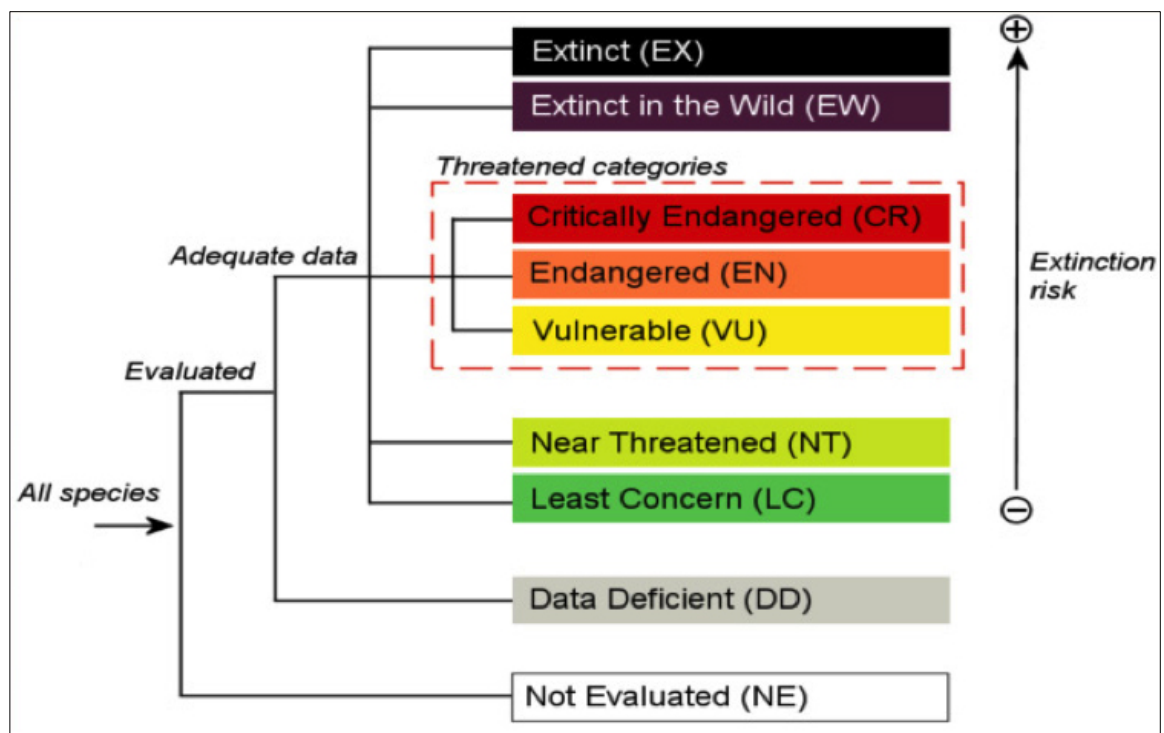 Extinct (EX)
Extinct in the Wild (EW)
Threatened categories
Critically Endangered (CR)
Adequate data
Endangered (EN)
Extinction
risk
Vulnerable (VU)
Evaluated
Near Threatened (NT)
All species
Least Concern (LC)
Data Deficient (DD)
Not Evaluated (NE)